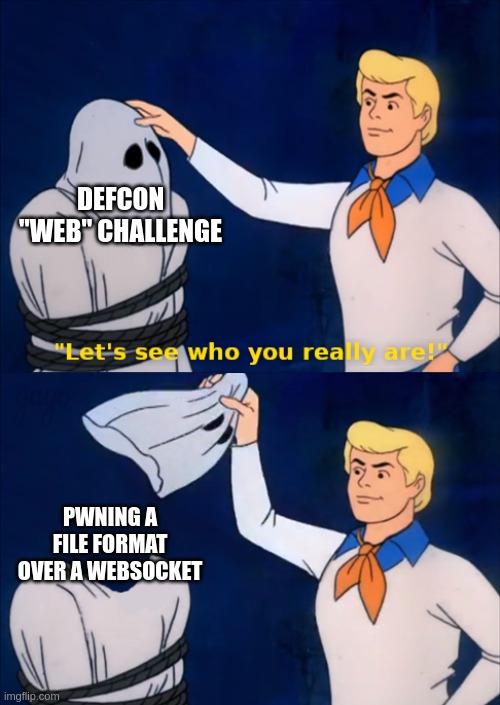 DEFCON
"WEB" CHALLENGE
"Let's see who you really are!"
PWNING A
FILE FORMAT
OVER A WEBSOCKET
imgflip.com